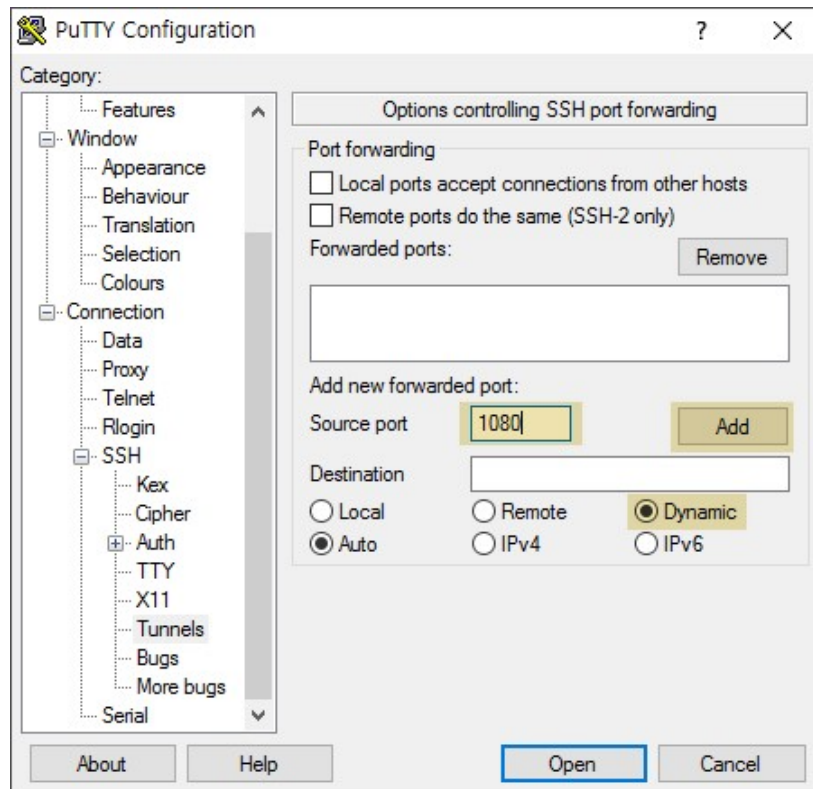 PuTTY Configuration
?
Category:
Features
Window
Appearance
Behaviour
Translation
Selection
Colours
Connection
Data
Proxy
Telnet
Rlogin
SSH
Kex
Cipher
Auth
TTY
X11
Tunnels
Bugs
More bugs
Serial
Options controlling SSH port forwarding
Port forwarding
Local ports accept connections from other hosts
Remote ports do the same (SSH-2 only)
Forwarded ports:
Remove
Add new forwarded port:
Source port 1080 Add
Destination
Local Remote Dynamic
Auto IPv4 IPv6
About Help Open Cancel